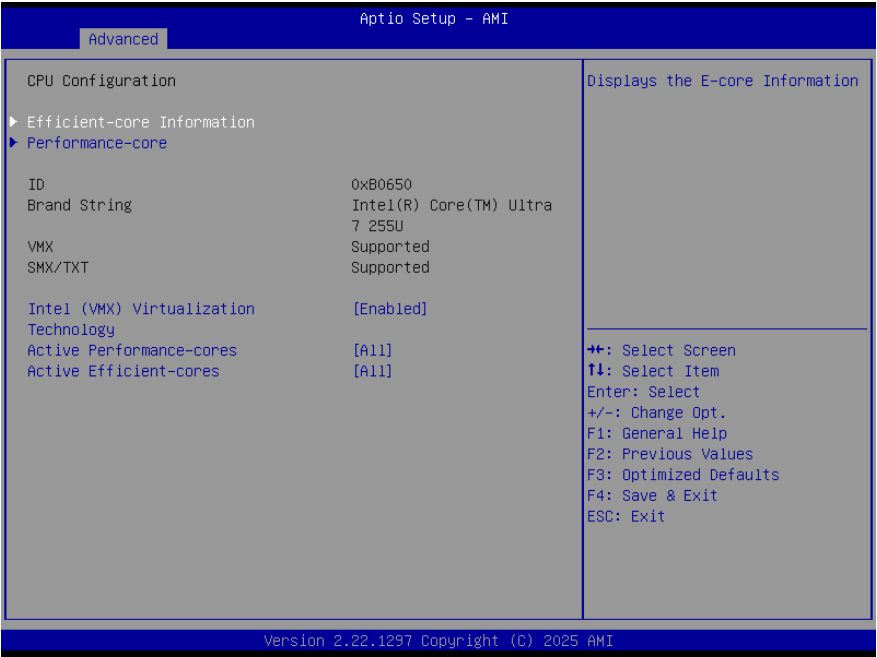 Aptio Setup – AMI
Advanced
CPU Configuration
Efficient-core Information
Performance-core
ID 0xB0650
Brand String Intel(R) Core(TM) Ultra
7 255U
VMX Supported
SMX/TXT Supported
Intel (VMX) Virtualization [Enabled]
Technology
Active Performance-cores [All]
Active Efficient-cores [All]
Displays the E-core Information
→←: Select Screen
↑↓: Select Item
Enter: Select
+/-: Change Opt.
F1: General Help
F2: Previous Values
F3: Optimized Defaults
F4: Save & Exit
ESC: Exit
Version 2.22.1297 Copyright (C) 2025 AMI